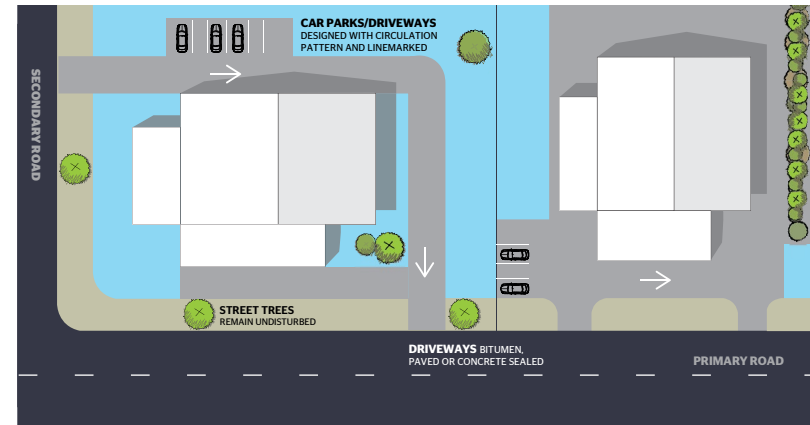 CAR PARKS/DRIVEWAYS
DESIGNED WITH CIRCULATION
PATTERN AND LINEMARKED
SECONDARY ROAD
STREET TREES
REMAIN UNDISTURBED
DRIVEWAYS BITUMEN,
PAVED OR CONCRETE SEALED
PRIMARY ROAD